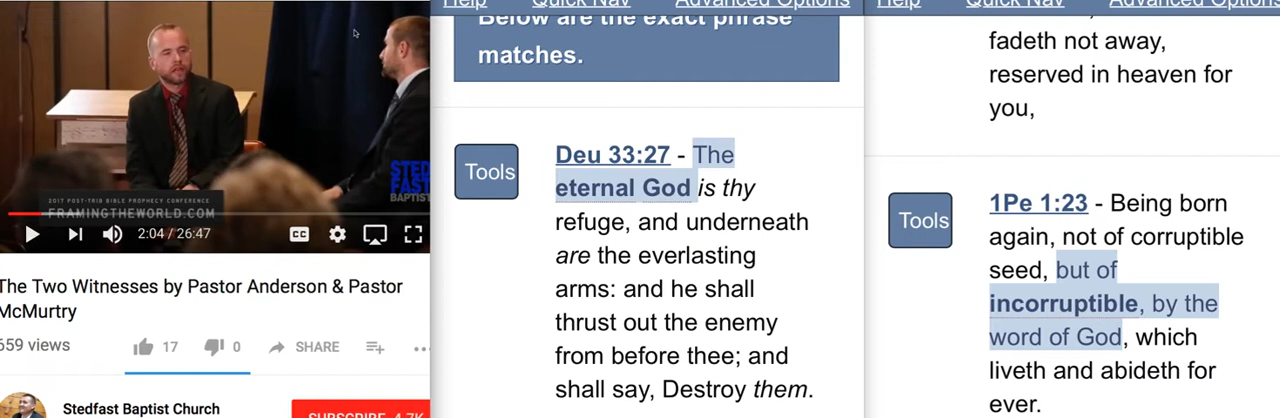 STED
FAST
BAPTIST
2017 POST-TRIB BIBLE PROPHECY CONFERENCE
FRAMINGTHEWORLD.COM
2:04 / 26:47
CC
The Two Witnesses by Pastor Anderson & Pastor
McMurtry
659 views
17
0
SHARE
Stedfast Baptist Church
SUBSCRIBE 4.7K
Help Quick Nav Advanced Options
Below are the exact phrase
matches.
Tools
Deu 33:27 - The
eternal God is thy
refuge, and underneath
are the everlasting
arms: and he shall
thrust out the enemy
from before thee; and
shall say, Destroy them.
Help Quick Nav Advanced Options
fadeth not away,
reserved in heaven for
you,
Tools
1Pe 1:23 - Being born
again, not of corruptible
seed, but of
incorruptible, by the
word of God, which
liveth and abideth for
ever.